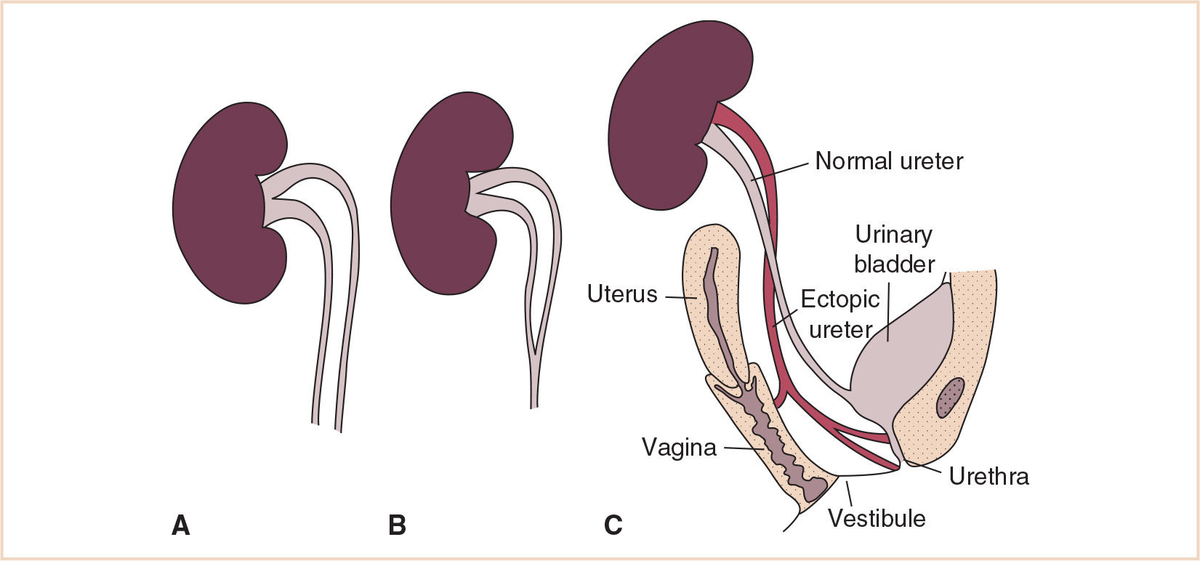 Normal ureter
Urinary
bladder
Uterus
Ectopic
ureter
Vagina
Urethra
Vestibule
A
B
C